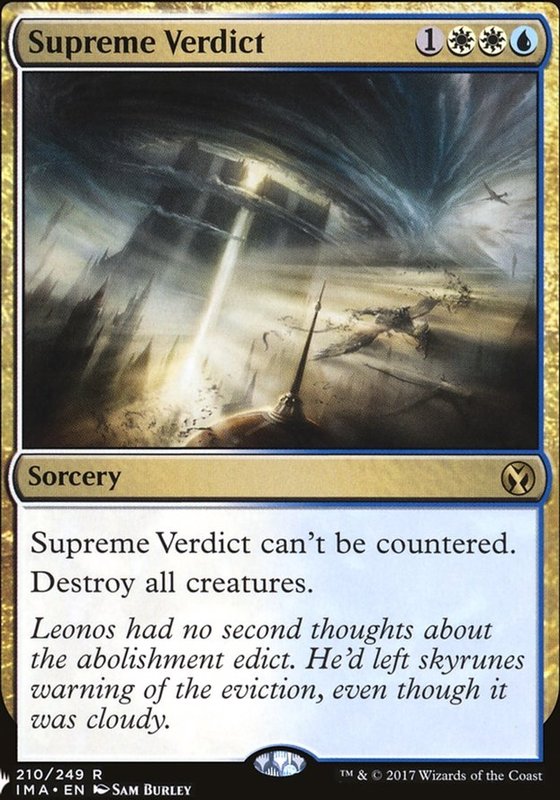 Supreme Verdict 1
Sorcery
Supreme Verdict can't be countered.
Destroy all creatures.
Leonos had no second thoughts about
the abolishment edict. He'd left skyrunes
warning of the eviction, even though it
was cloudy.
210/249 R
IMA • EN SAM BURLEY
™ & © 2017 Wizards of the Coast